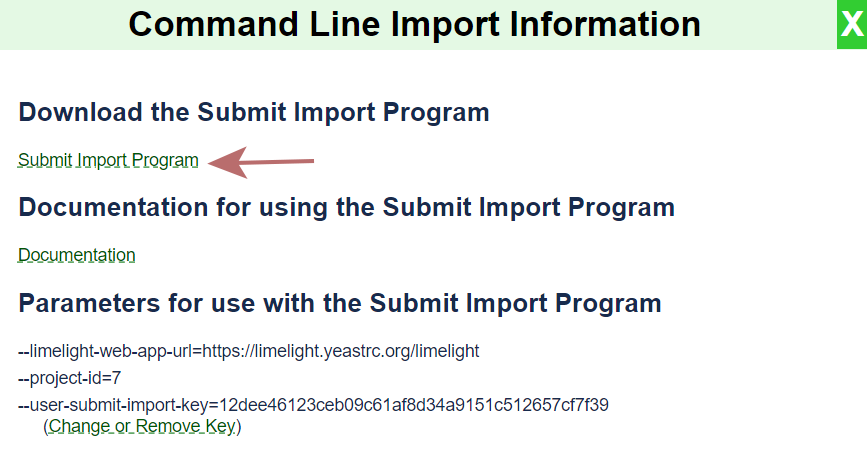 Command Line Import Information
X
Download the Submit Import Program
Submit Import Program
Documentation for using the Submit Import Program
Documentation
Parameters for use with the Submit Import Program
--limelight-web-app-url=https://limelight.yeastrc.org/limelight
--project-id=7
--user-submit-import-key=12dee46123ceb09c61af8d34a9151c512657cf7f39
(Change or Remove Key)